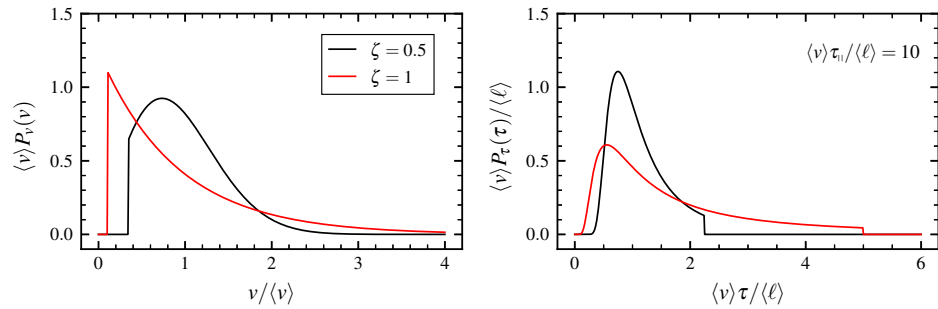 1.5
1.0
0.5
0.0
⟨v⟩P_v(v)
0 1 2 3 4
v/⟨v⟩
ζ = 0.5
ζ = 1
1.5
1.0
0.5
0.0
⟨v⟩P_τ(τ)/⟨ℓ⟩
0 2 4 6
⟨v⟩τ/⟨ℓ⟩
⟨v⟩τ_∥/⟨ℓ⟩ = 10